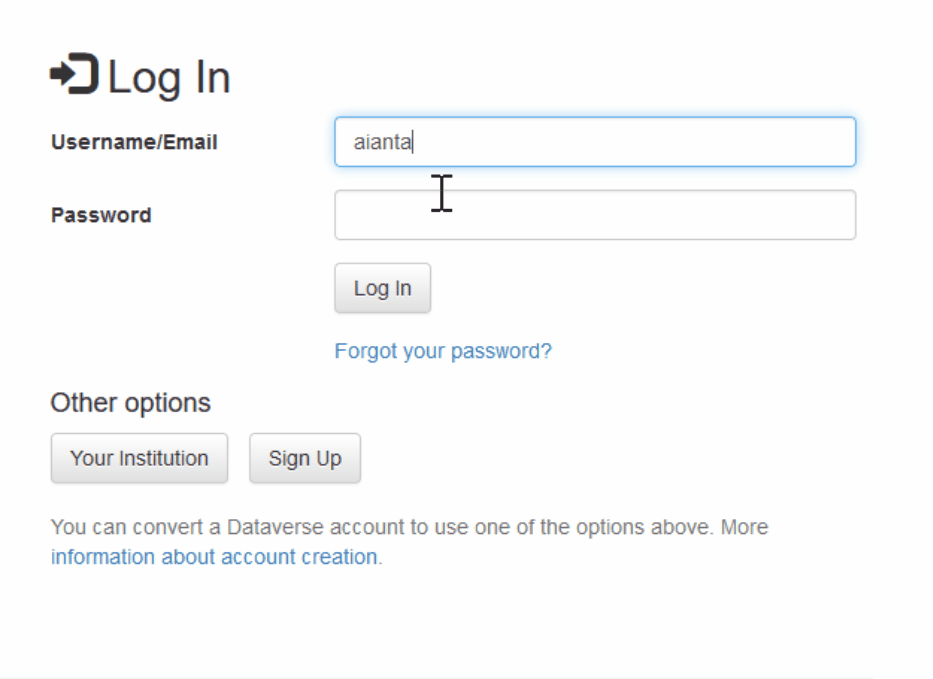 Log In
Username/Email
aianta
Password
Log In
Forgot your password?
Other options
Your Institution
Sign Up
You can convert a Dataverse account to use one of the options above. More
information about account creation.